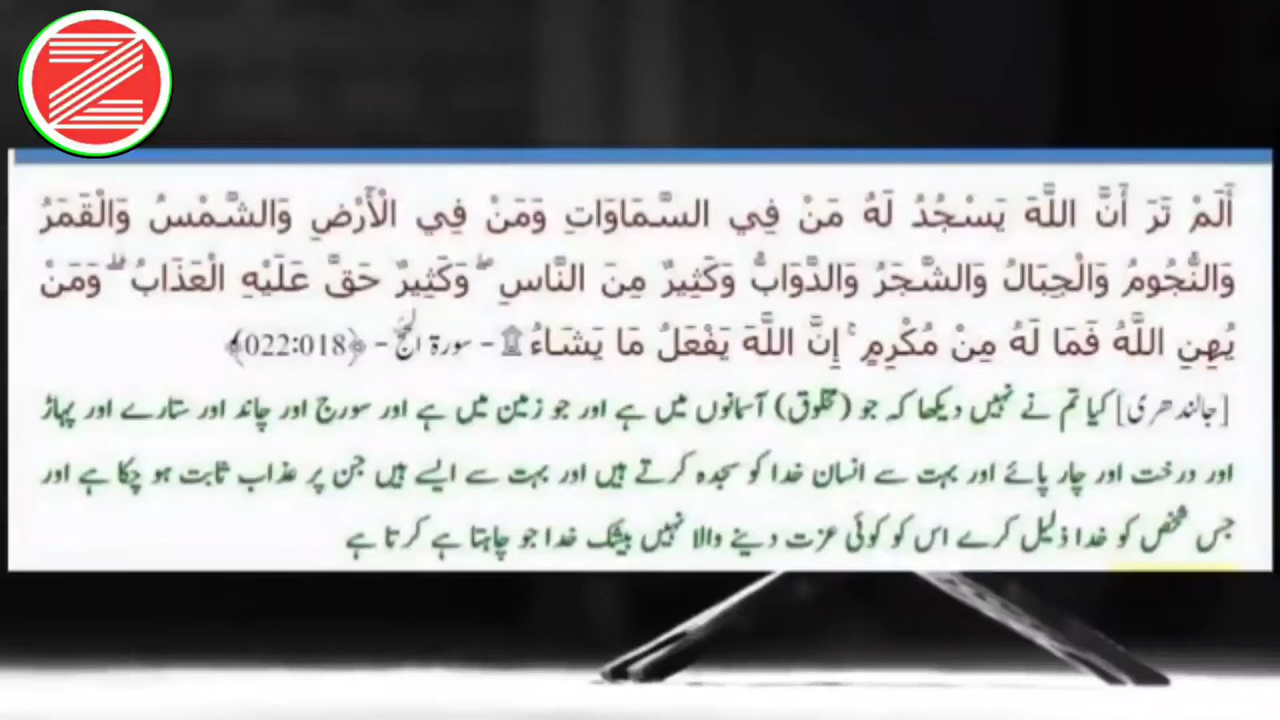 Z
أَلَمْ تَرَ أَنَّ اللَّهَ يَسْجُدُ لَهُ مَنْ فِي السَّمَاوَاتِ وَمَنْ فِي الْأَرْضِ وَالشَّمْسُ وَالْقَمَرُ
وَالنُّجُومُ وَالْجِبَالُ وَالشَّجَرُ وَالدَّوَابُّ وَكَثِيرٌ مِنَ النَّاسِ ۖ وَكَثِيرٌ حَقَّ عَلَيْهِ الْعَذَابُ ۗ وَمَنْ
يُهِنِ اللَّهُ فَمَا لَهُ مِنْ مُكْرِمٍ ۚ إِنَّ اللَّهَ يَفْعَلُ مَا يَشَاءُ ۩ - سورة الحج - ﴿022:018﴾
[جالندھری] کیا تم نے نہیں دیکھا کہ جو (مخلوق) آسمانوں میں ہے اور جو زمین میں ہے اور سورج اور چاند اور ستارے اور پہاڑ
اور درخت اور چار پائے اور بہت سے انسان خدا کو سجدہ کرتے ہیں اور بہت سے ایسے ہیں جن پر عذاب ثابت ہو چکا ہے اور
جس شخص کو خدا ذلیل کرے اس کو کوئی عزت دینے والا نہیں بیشک خدا جو چاہتا ہے کرتا ہے